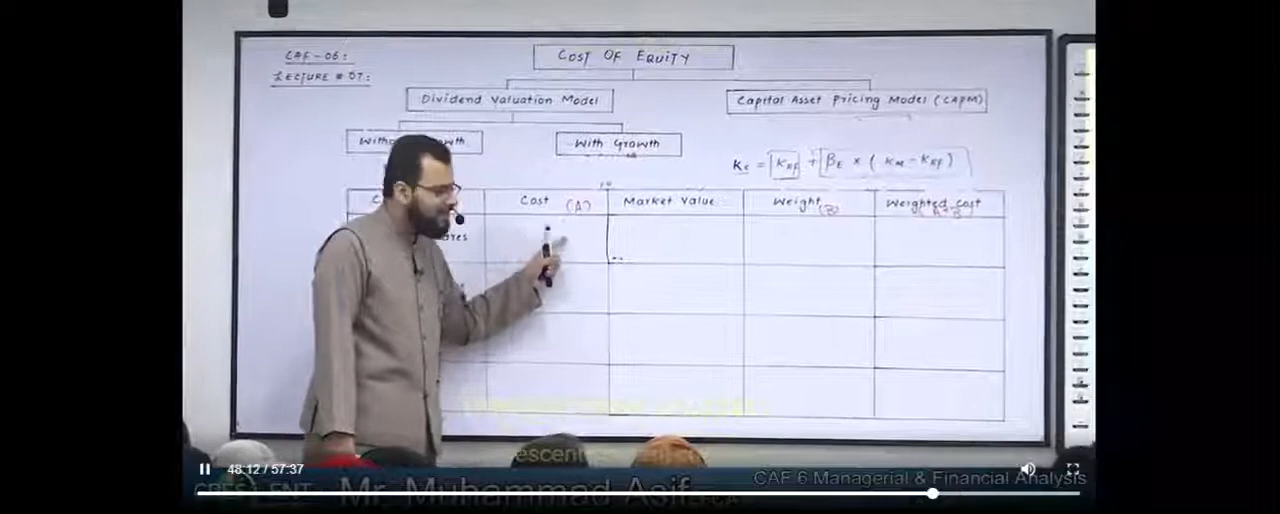 CAF-06:
LECTURE # 07:
COST OF EQUITY
Dividend Valuation Model
Capital Asset Pricing Model (CAPM)
With Growth
Ke = KRF + βE × ( KM - KRF )
Cost (A)
Market Value
Weight (B)
Weighted Cost
48:12 / 57:37
Mr. Muhammad Asif
CAF 6 Managerial & Financial Analysis